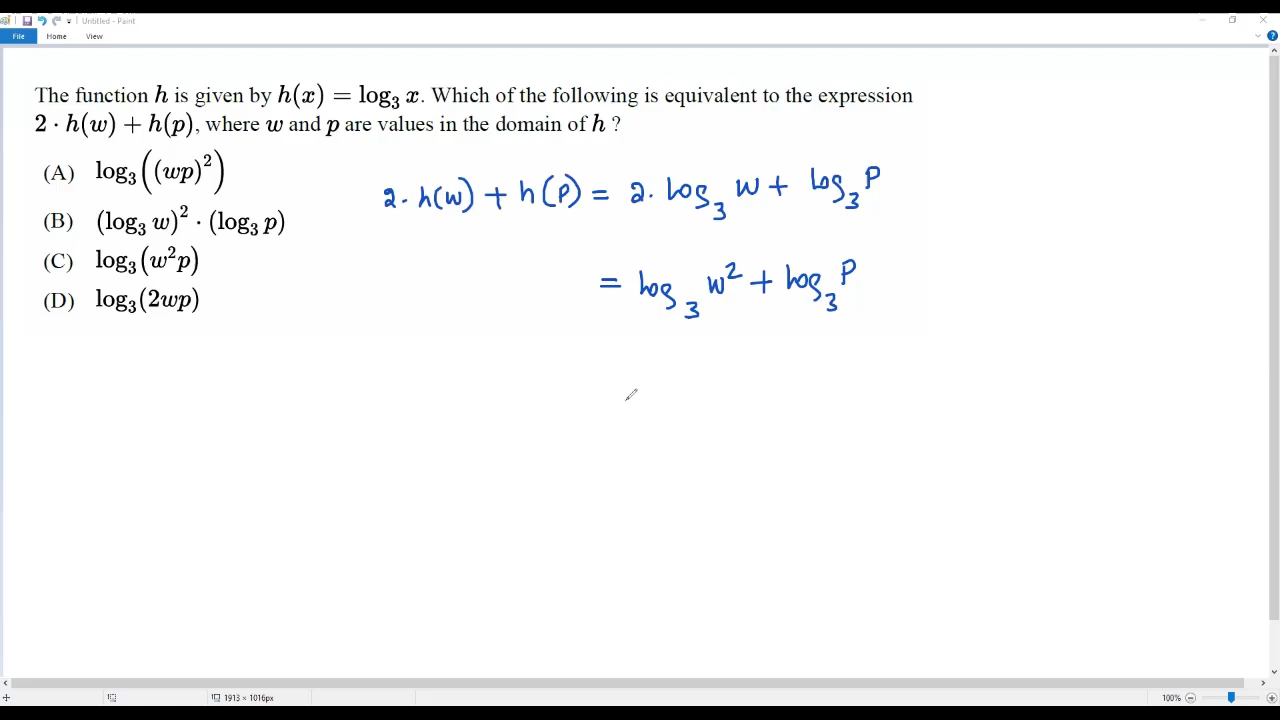 Untitled - Paint
File Home View
The function h is given by h(x) = log₃ x. Which of the following is equivalent to the expression
2 · h(w) + h(p), where w and p are values in the domain of h ?
(A) log₃((wp)²)
(B) (log₃ w)² · (log₃ p)
(C) log₃(w²p)
(D) log₃(2wp)
2. h(w) + h(p) = 2. log₃ w + log₃ p
= log₃ w² + log₃ p
1913 × 1016px
100%